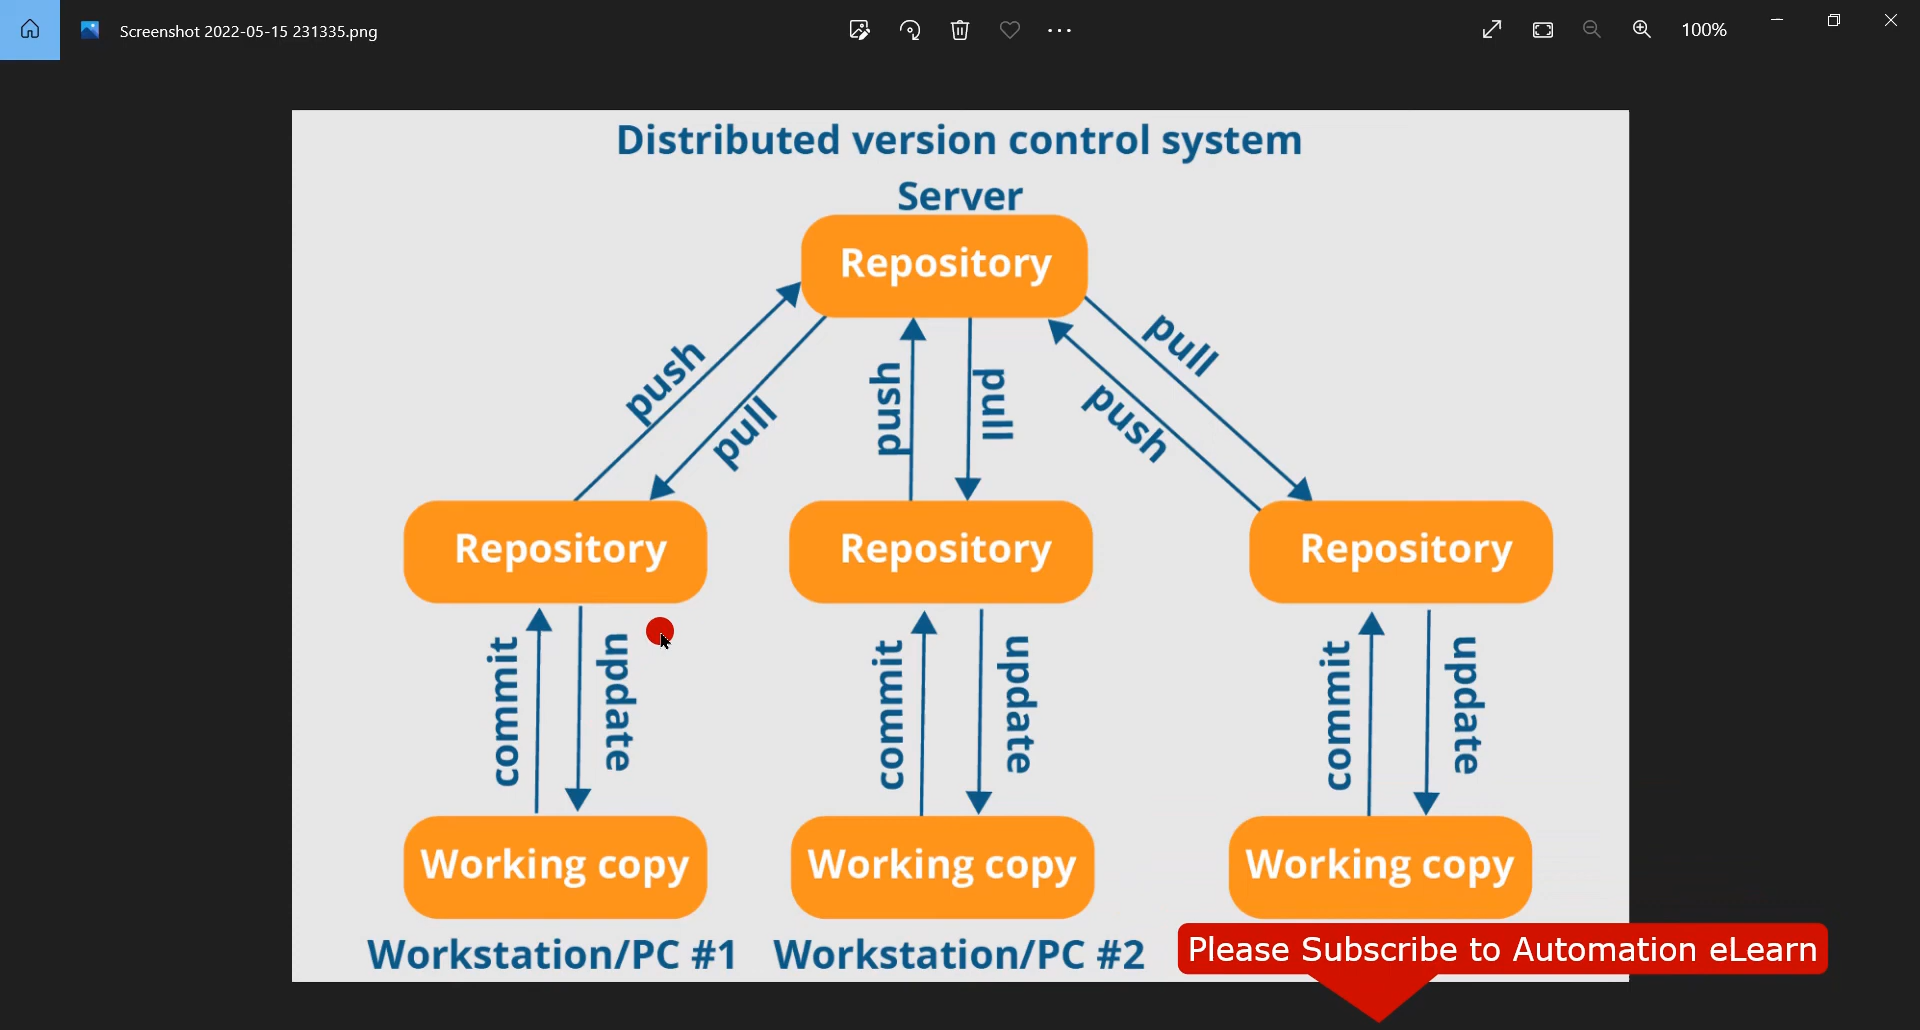 Screenshot 2022-05-15 231335.png
100%
Distributed version control system
Server
Repository
push
pull
push
pull
push
pull
Repository
Repository
Repository
commit
update
commit
update
commit
update
Working copy
Working copy
Working copy
Workstation/PC #1
Workstation/PC #2
Please Subscribe to Automation eLearn